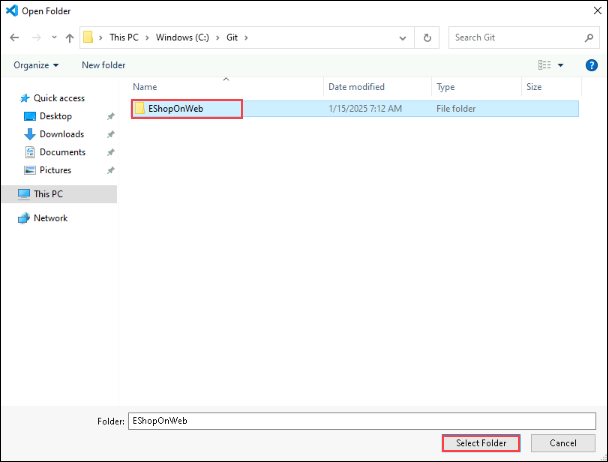 Open Folder
This PC > Windows (C:) > Git >
Search Git
Organize
New folder
?
Name
Date modified
Type
Size
Quick access
Desktop
Downloads
Documents
Pictures
This PC
Network
EShopOnWeb
1/15/2025 7:12 AM
File folder
Folder: EShopOnWeb
Select Folder
Cancel